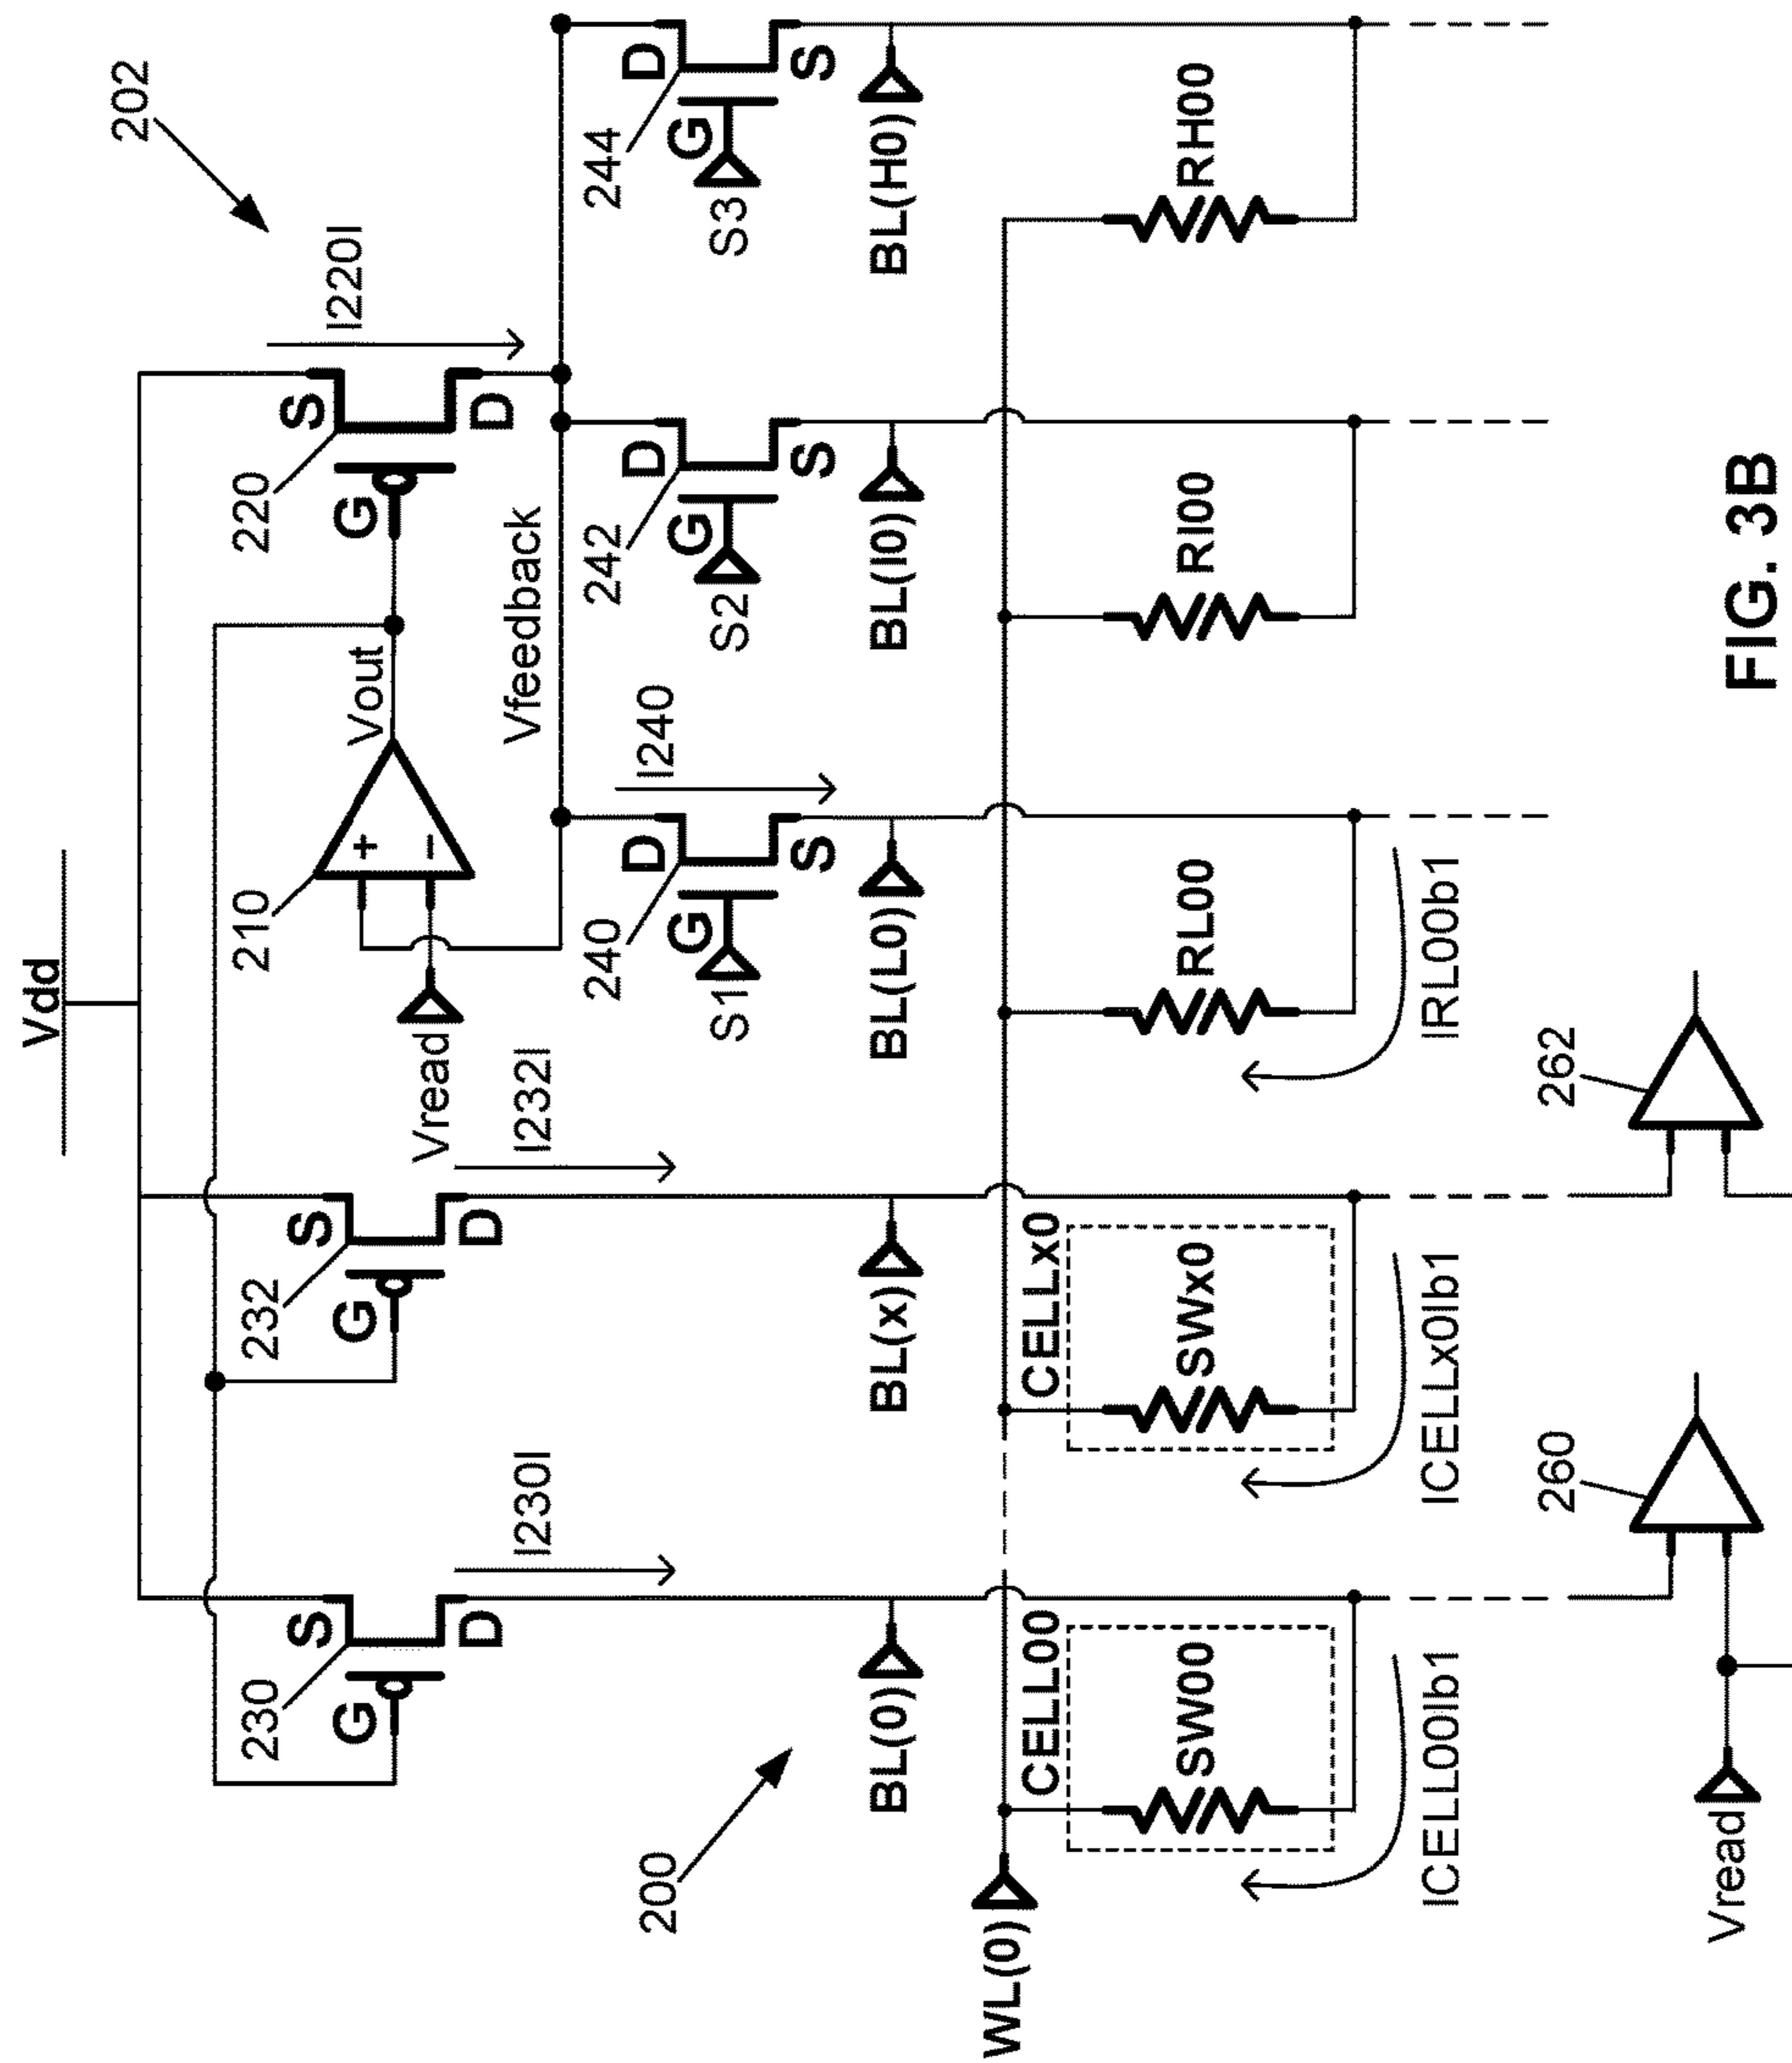 Vdd
202
I220I
S
220
G
D
Vout
210
+
-
Vread
Vfeedback
S
232
G
D
I232I
S
230
G
D
I230I
D
240
G
S
S1
I240
D
242
G
S
S2
D
244
G
S
S3
200
BL(0)
BL(x)
BL(L0)
BL(I0)
BL(H0)
WL(0)
CELL00
SW00
CELLx0
SWx0
RL00
RI00
RH00
ICELL00Ib1
ICELLx0Ib1
IRL00b1
260
262
Vread
FIG. 3B